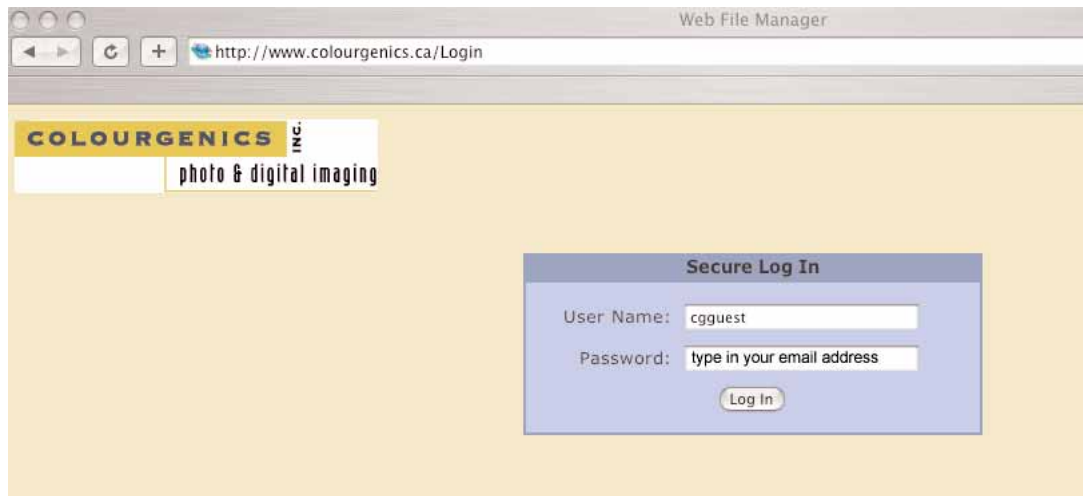 Web File Manager
http://www.colourgenics.ca/Login
COLOURGENICS INC.
photo & digital imaging
Secure Log In
User Name: cgguest
Password: type in your email address
Log In